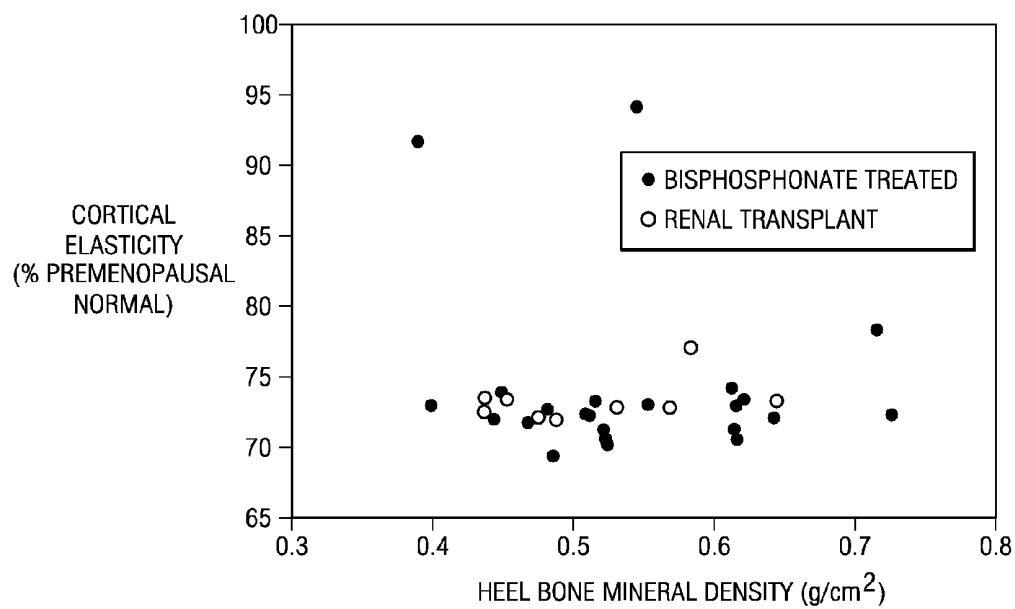 100
95
90
85
80
75
70
65
CORTICAL
ELASTICITY
(% PREMENOPAUSAL
NORMAL)
BISPHOSPHONATE TREATED
RENAL TRANSPLANT
0.3 0.4 0.5 0.6 0.7 0.8
HEEL BONE MINERAL DENSITY (g/cm²)